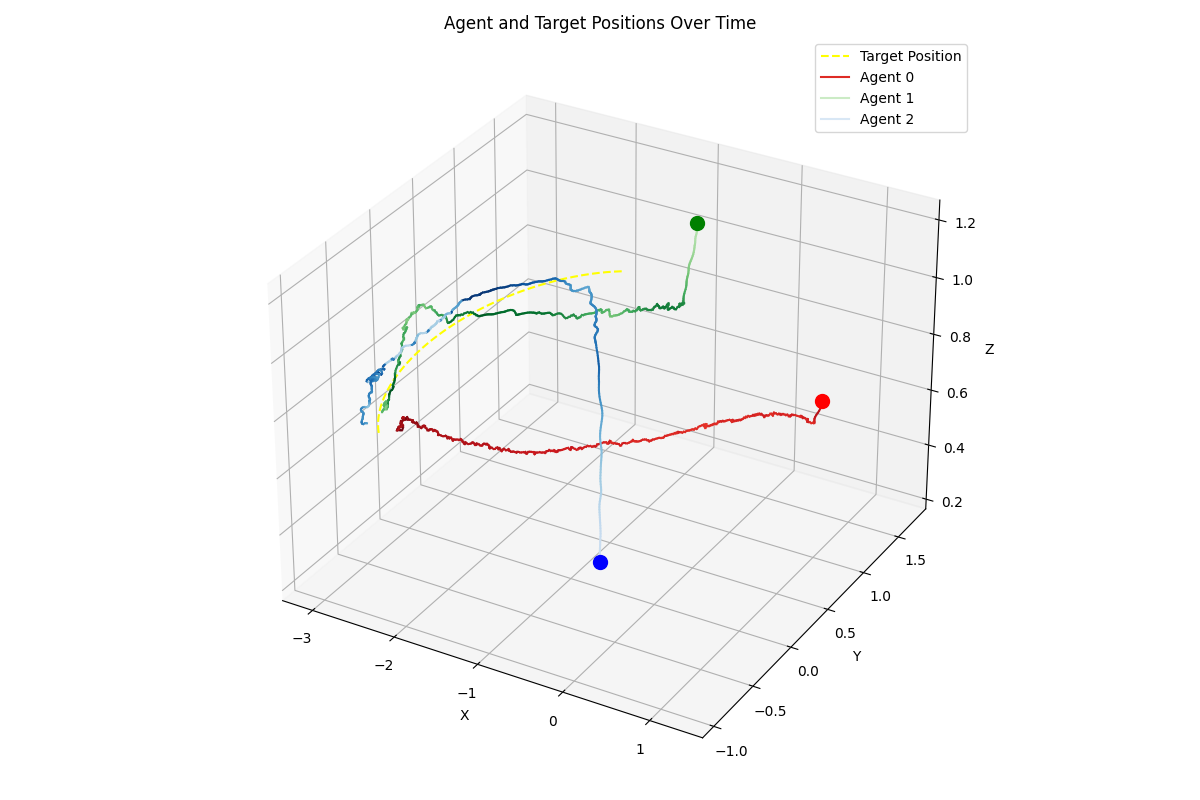 Agent and Target Positions Over Time
Target Position
Agent 0
Agent 1
Agent 2
1.2
1.0
0.8
Z
0.6
0.4
0.2
1.5
1.0
0.5
Y
0.0
−0.5
−1.0
−3
−2
−1
X
0
1